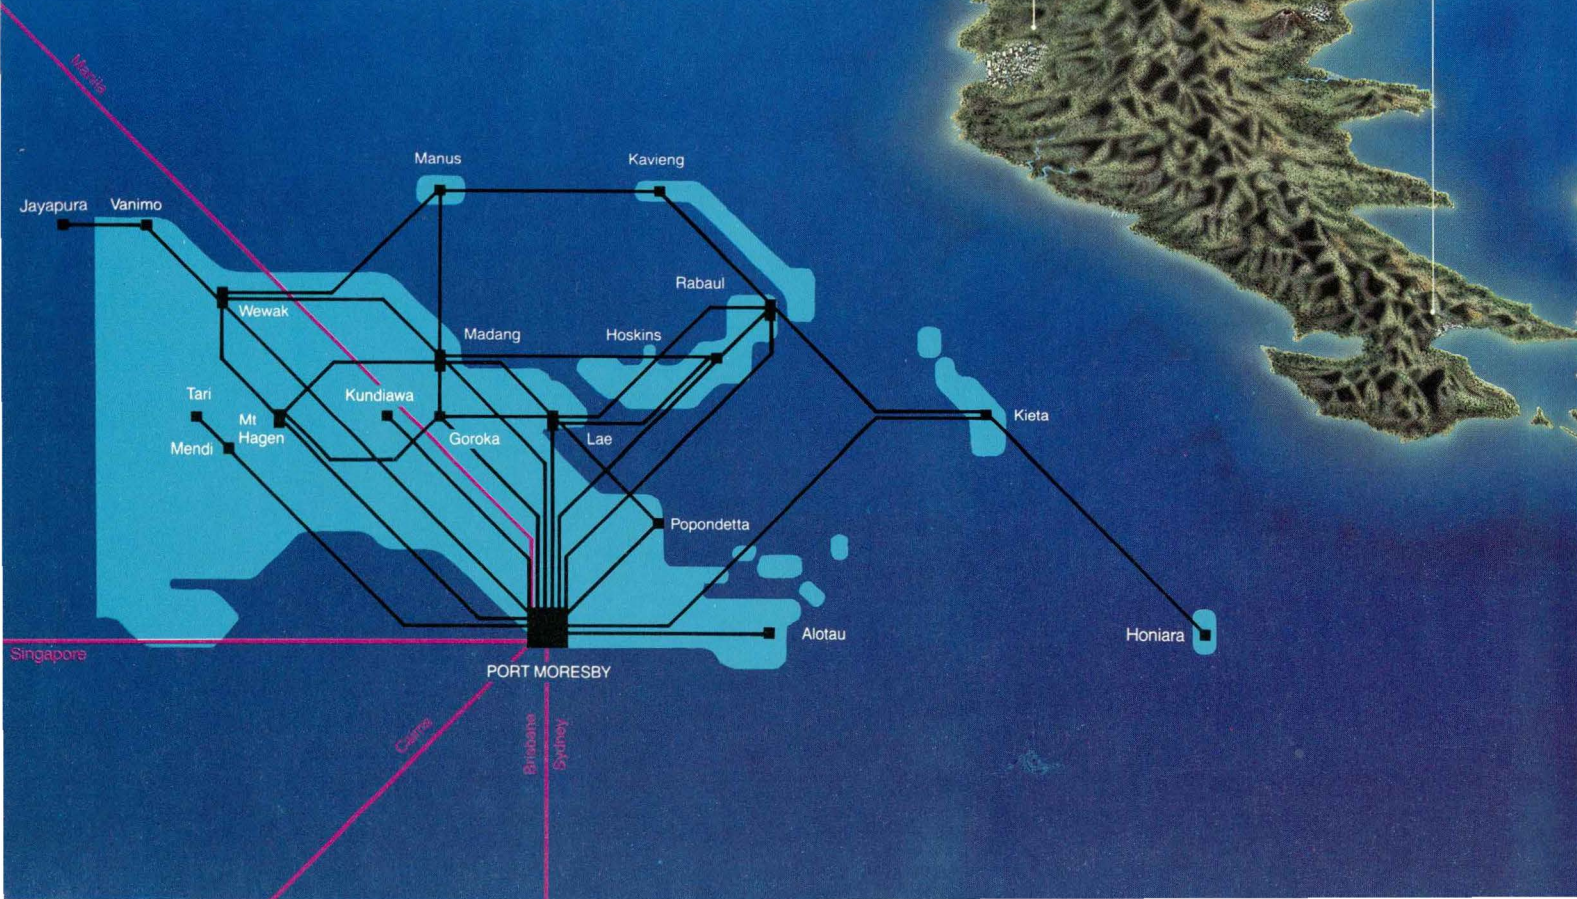 Manila
Manus
Kavieng
Jayapura
Vanimo
Rabaul
Wewak
Madang
Hoskins
Tari
Kundiawa
Mt
Hagen
Goroka
Lae
Kieta
Mendi
Popondetta
Alotau
Honiara
Singapore
PORT MORESBY
Cairns
Brisbane
Sydney